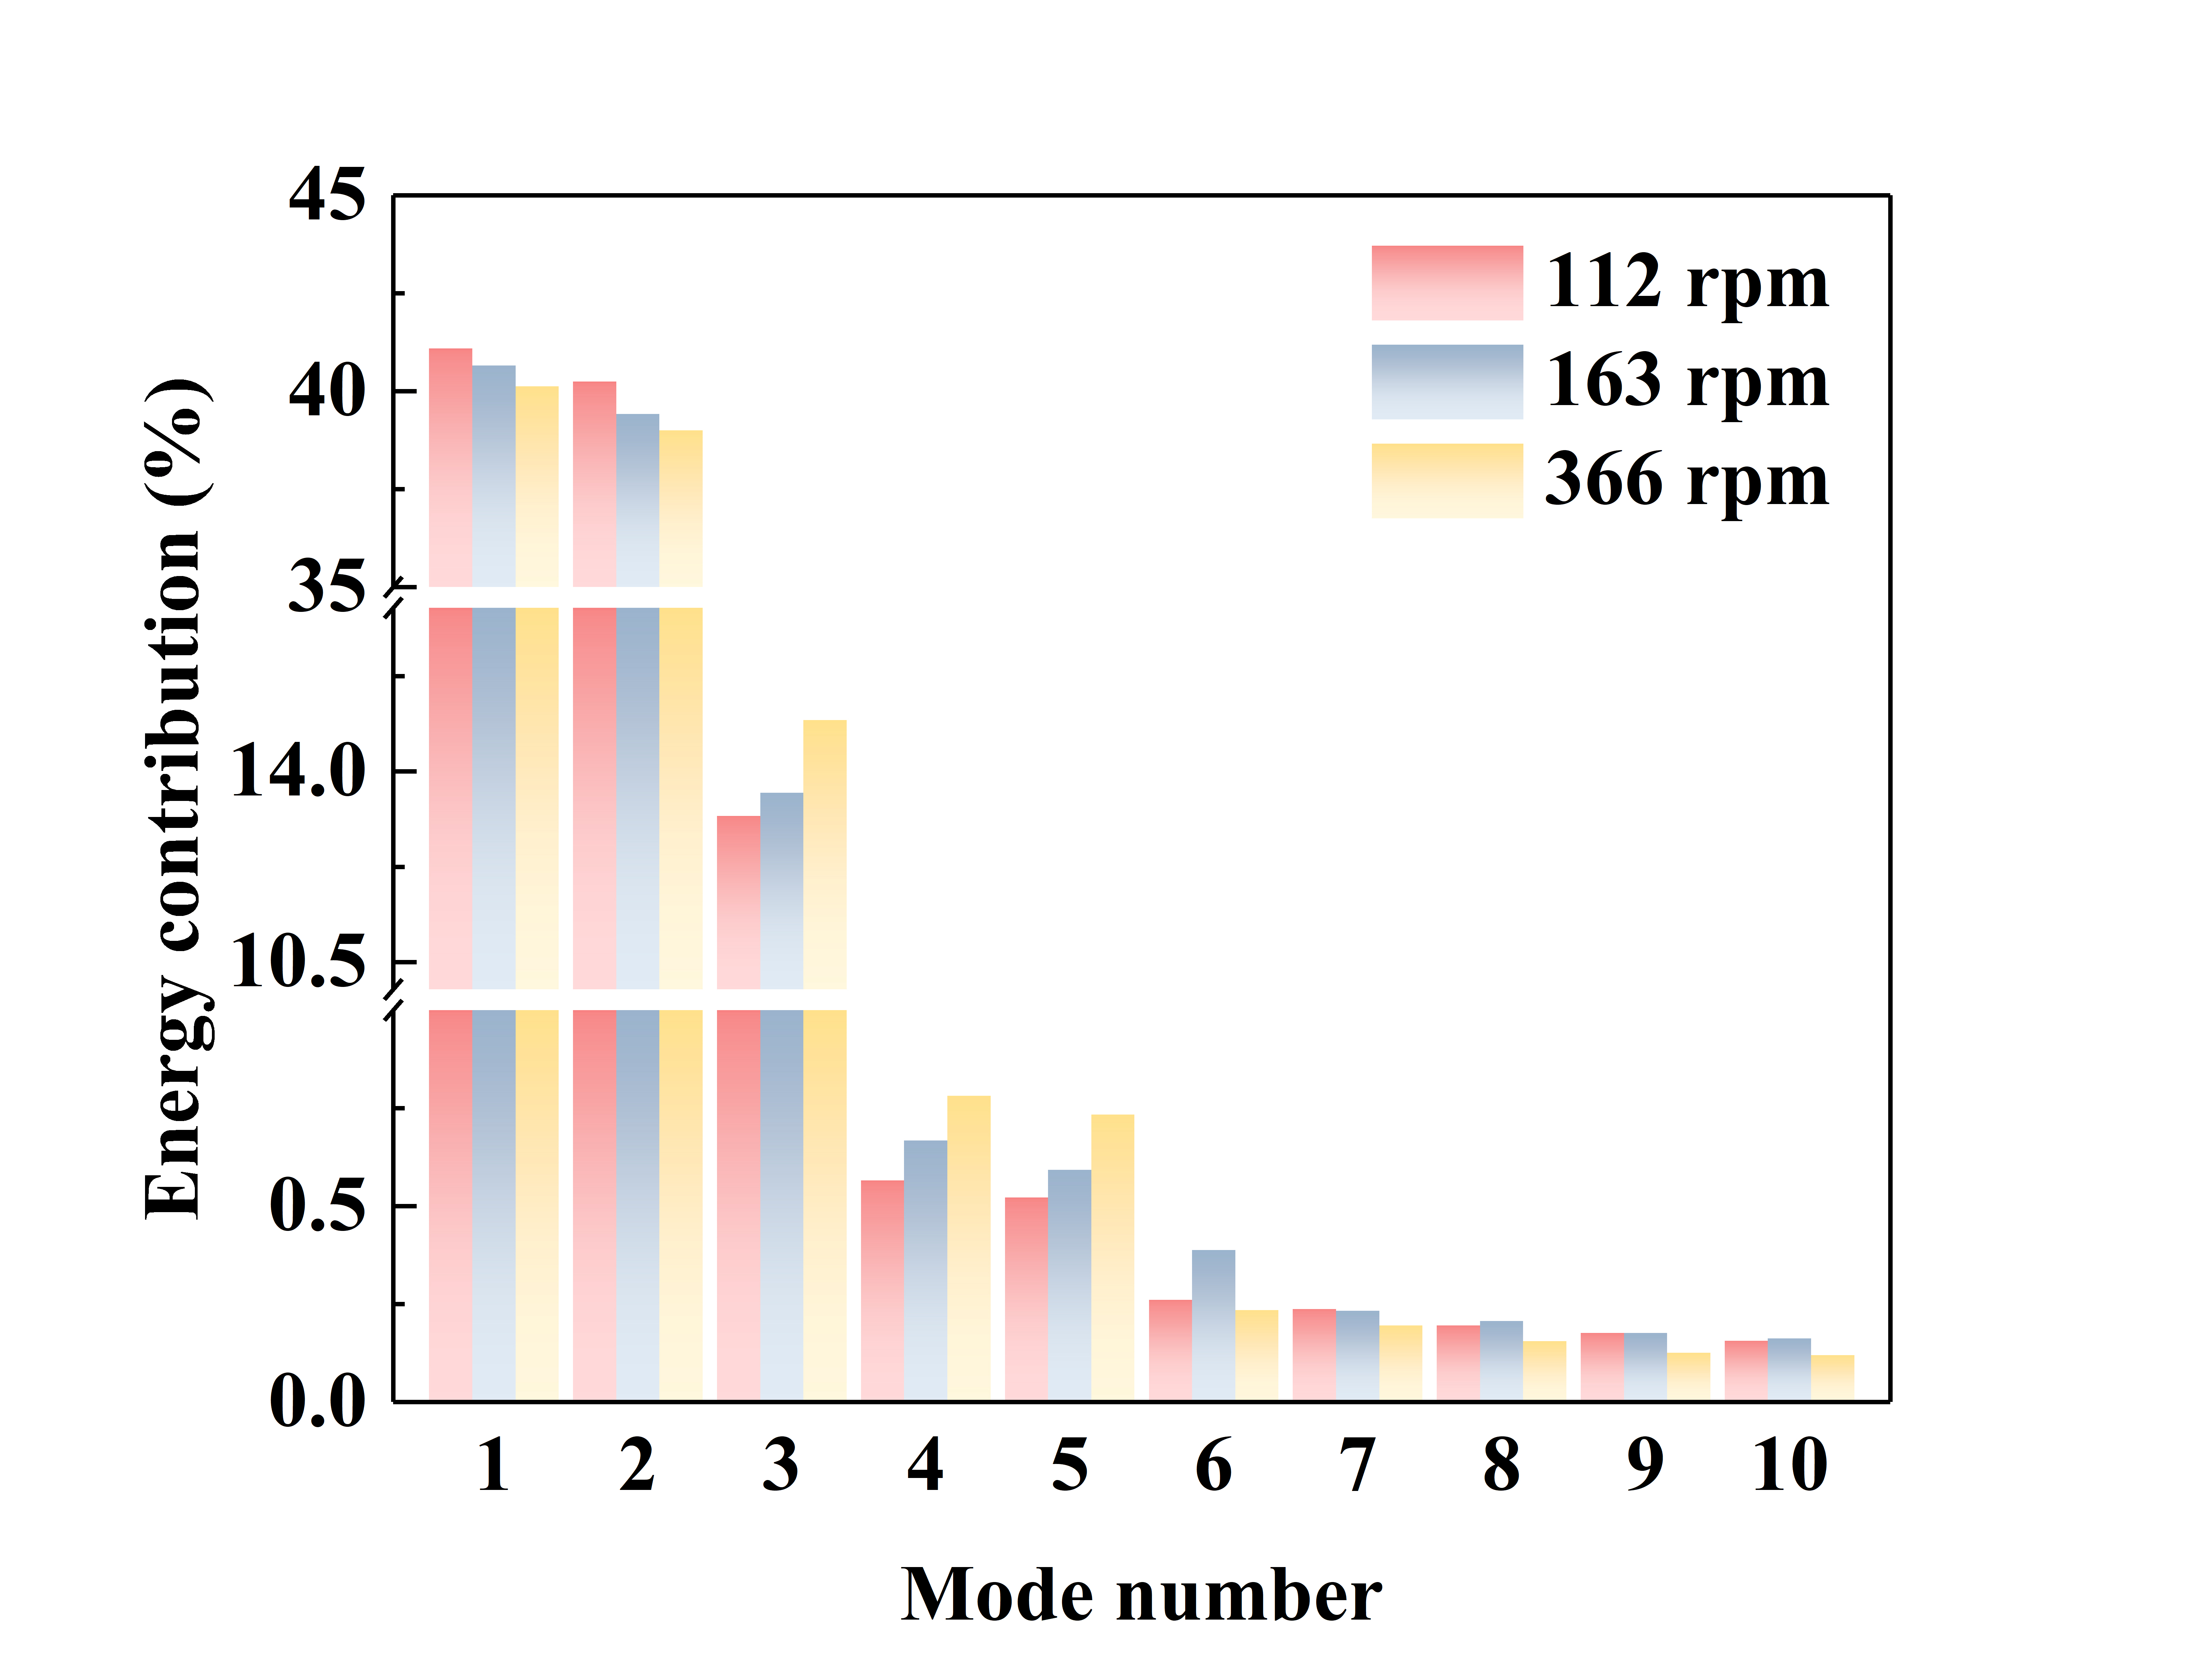 45
40
35
14.0
10.5
0.5
0.0
Energy contribution (%)
112 rpm
163 rpm
366 rpm
1 2 3 4 5 6 7 8 9 10
Mode number